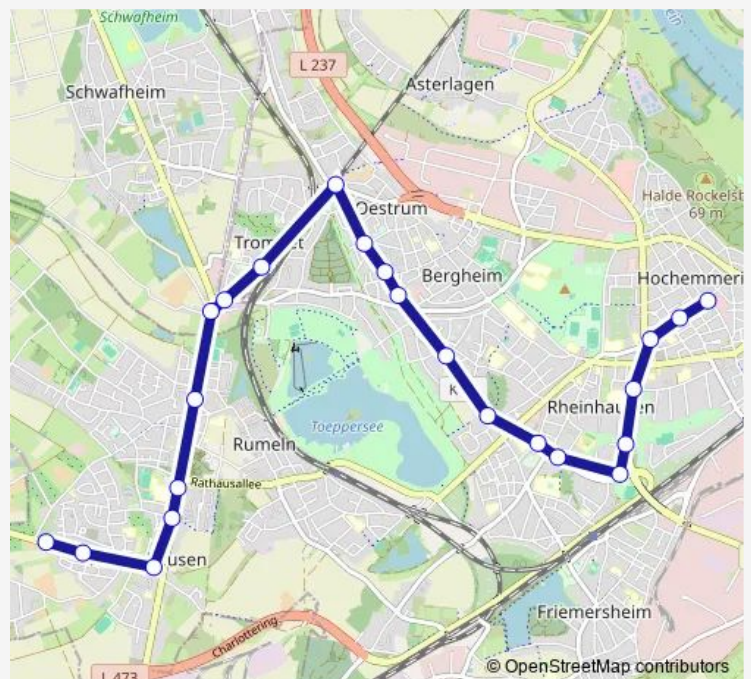 Schwafheim
L 237
Schwafheim
Asterlagen
Halde Rockelsb
69 m
Oestrum
Bergheim
Hochemmeri
K
Rheinhausen
Toeppersee
Rumeln
Rathausallee
usen
Friemersheim
Charlottering
L 473
© OpenStreetMap contributors